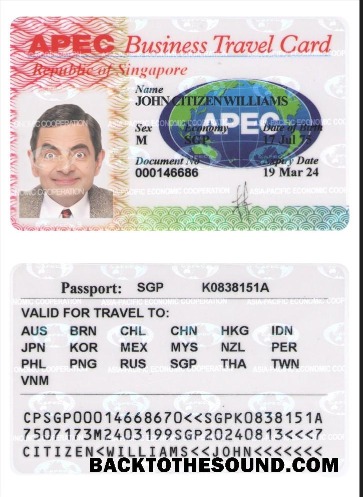 APEC Business Travel Card
Republic of Singapore
Name
JOHN CITIZEN WILLIAMS
Sex Economy Date of Birth
M SGP 17 Jul 75
APEC
Document No Expiry Date
000146686 19 Mar 24
ASIA-PACIFIC ECONOMIC COOPERATION
Passport: SGP K0838151A
VALID FOR TRAVEL TO:
AUS BRN CHL CHN HKG IDN
JPN KOR MEX MYS NZL PER
PHL PNG RUS SGP THA TWN
VNM
CPSGP00014668670<<SGPK0838151A
7507173M2403199SGP20240813<<<7
CITIZEN<WILLIAMS<<JOHN<<<<<<<
BACKTOTHESOUND.COM